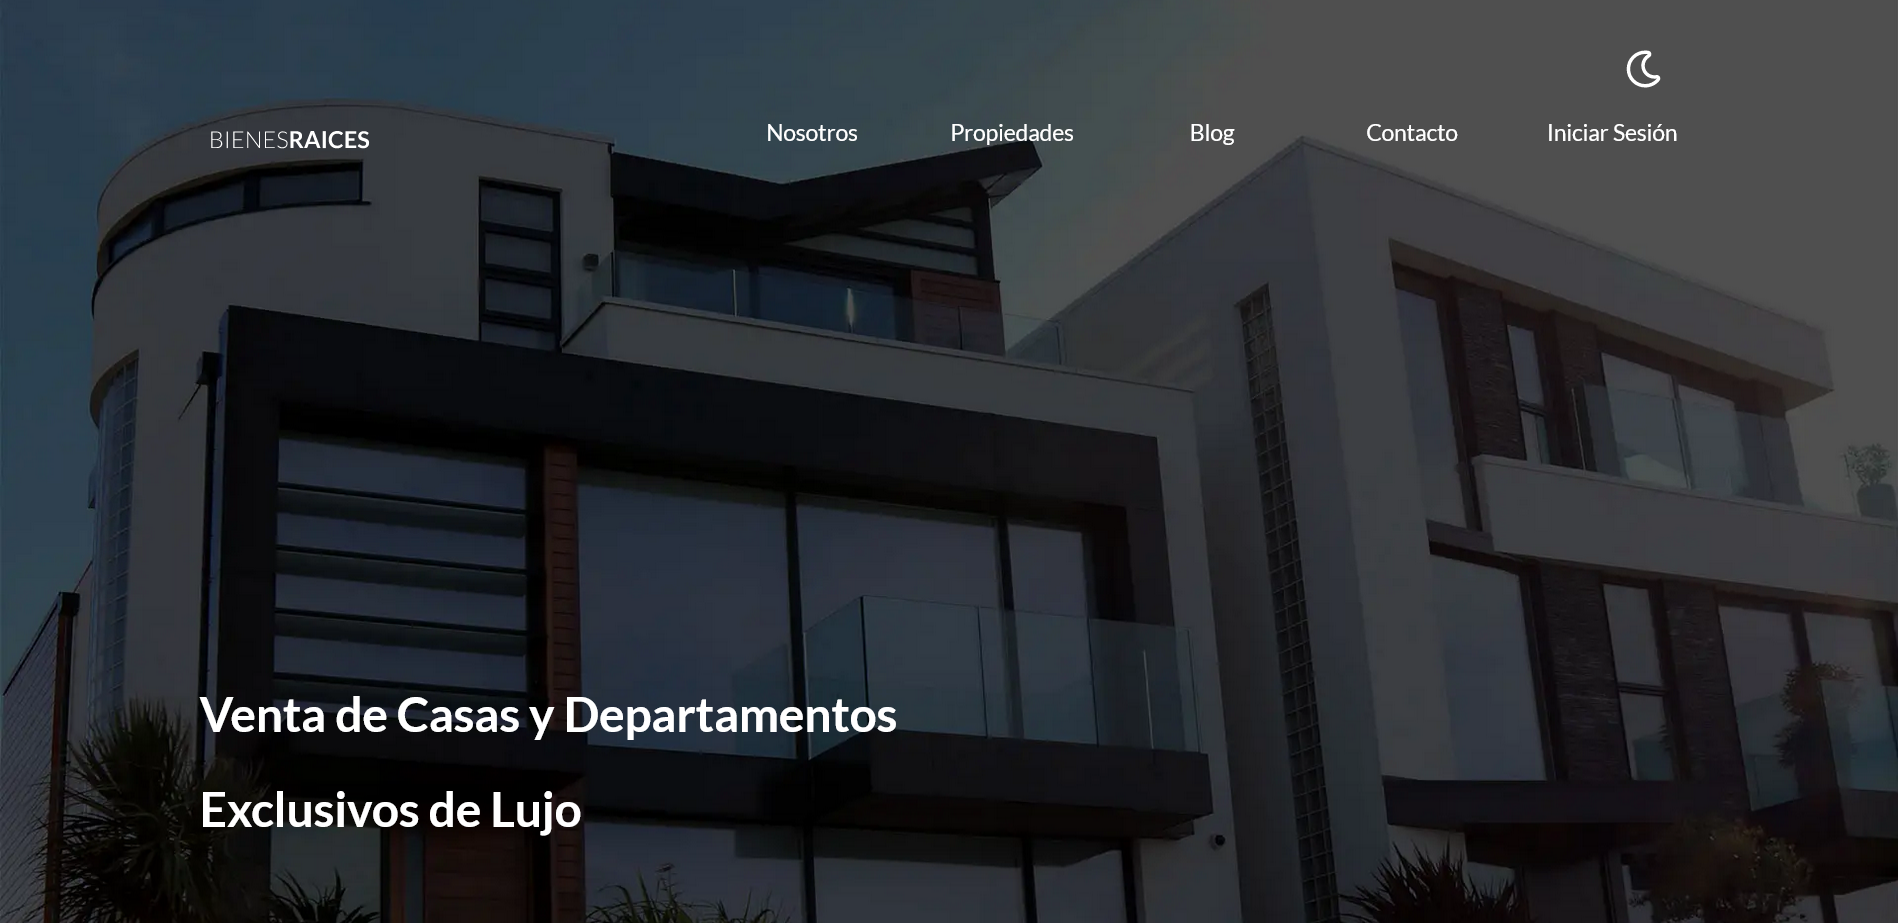 BIENESRAICES
Nosotros Propiedades Blog Contacto Iniciar Sesión
Venta de Casas y Departamentos
Exclusivos de Lujo